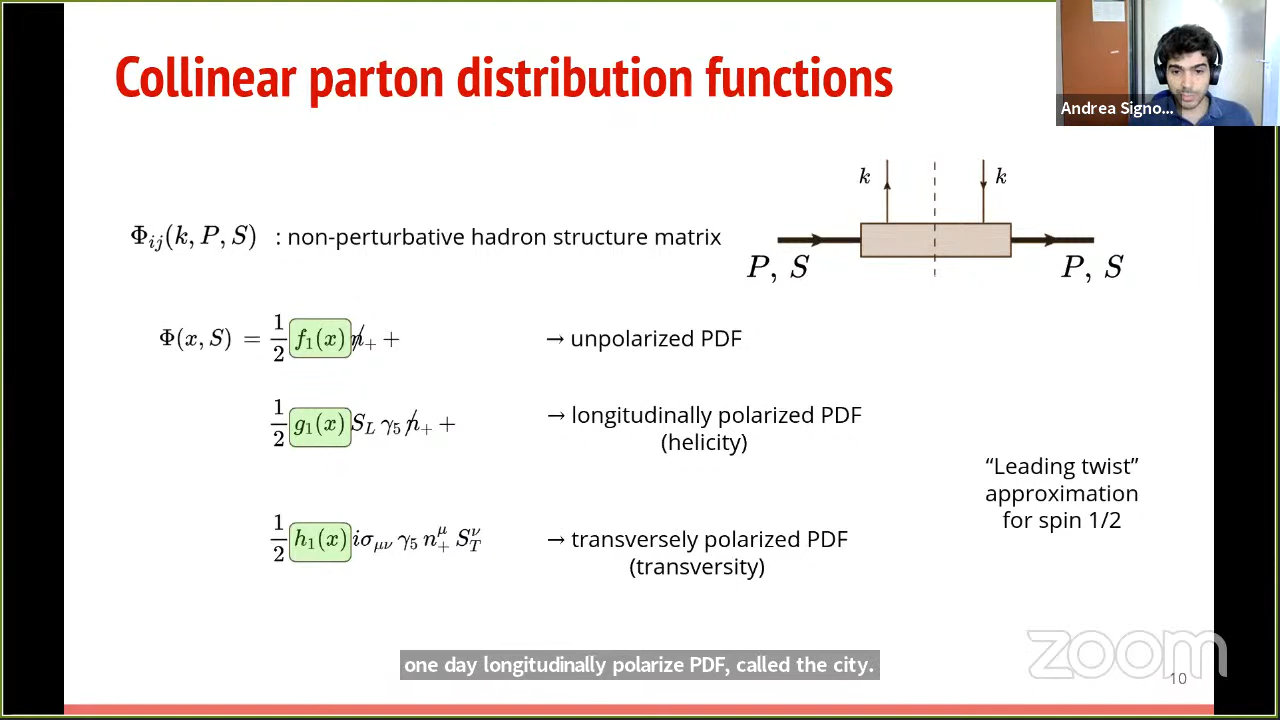 Collinear parton distribution functions
Andrea Signo...
k k
Φij(k, P, S) : non-perturbative hadron structure matrix
P, S P, S
Φ(x, S) = 1/2 f₁(x) n̸₊ + → unpolarized PDF
1/2 g₁(x) S_L γ₅ n̸₊ + → longitudinally polarized PDF
(helicity)
“Leading twist”
approximation
for spin 1/2
1/2 h₁(x) iσ_μν γ₅ n₊^μ S_T^ν → transversely polarized PDF
(transversity)
one day longitudinally polarize PDF, called the city.
zoom
10